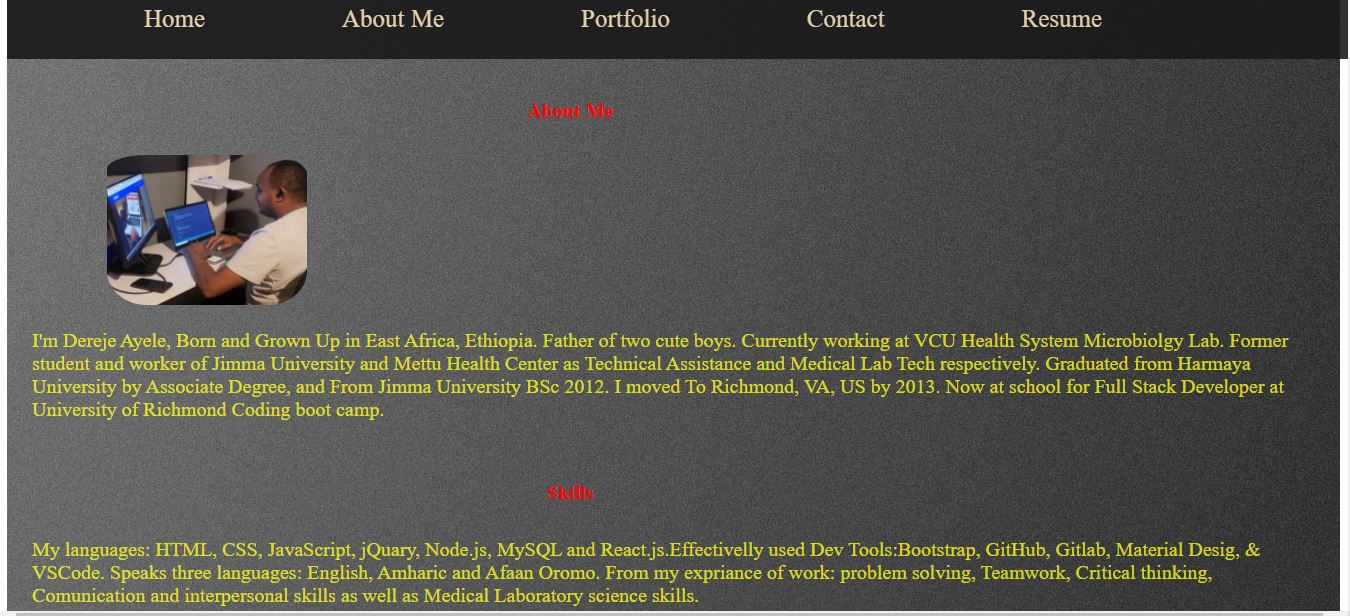 Home About Me Portfolio Contact Resume
About Me
I'm Dereje Ayele, Born and Grown Up in East Africa, Ethiopia. Father of two cute boys. Currently working at VCU Health System Microbiolgy Lab. Former
student and worker of Jimma University and Mettu Health Center as Technical Assistance and Medical Lab Tech respectively. Graduated from Harmaya
University by Associate Degree, and From Jimma University BSc 2012. I moved To Richmond, VA, US by 2013. Now at school for Full Stack Developer at
University of Richmond Coding boot camp.
Skills
My languages: HTML, CSS, JavaScript, jQuary, Node.js, MySQL and React.js.Effectivelly used Dev Tools:Bootstrap, GitHub, Gitlab, Material Desig, &
VSCode. Speaks three languages: English, Amharic and Afaan Oromo. From my expriance of work: problem solving, Teamwork, Critical thinking,
Comunication and interpersonal skills as well as Medical Laboratory science skills.